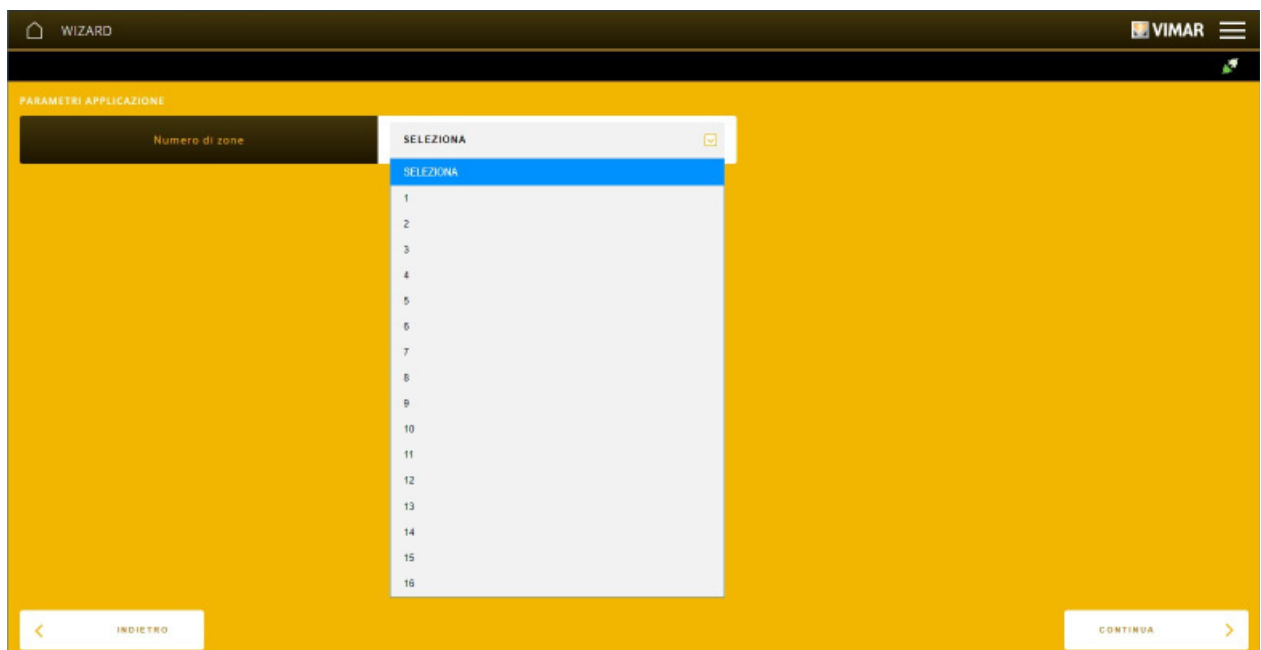 WIZARD
VIMAR
PARAMETRI APPLICAZIONE
Numero di zone
SELEZIONA
SELEZIONA
1
2
3
4
5
6
7
8
9
10
11
12
13
14
15
16
INDIETRO
CONTINUA